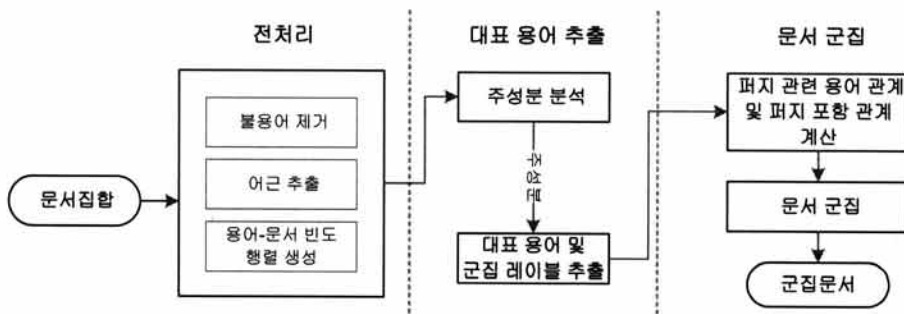 전처리
대표 용어 추출
문서 군집
문서집합
불용어 제거
어근 추출
용어-문서 빈도
행렬 생성
주성분 분석
주성분
대표 용어 및
군집 레이블 추출
퍼지 관련 용어 관계
및 퍼지 포함 관계
계산
문서 군집
군집문서